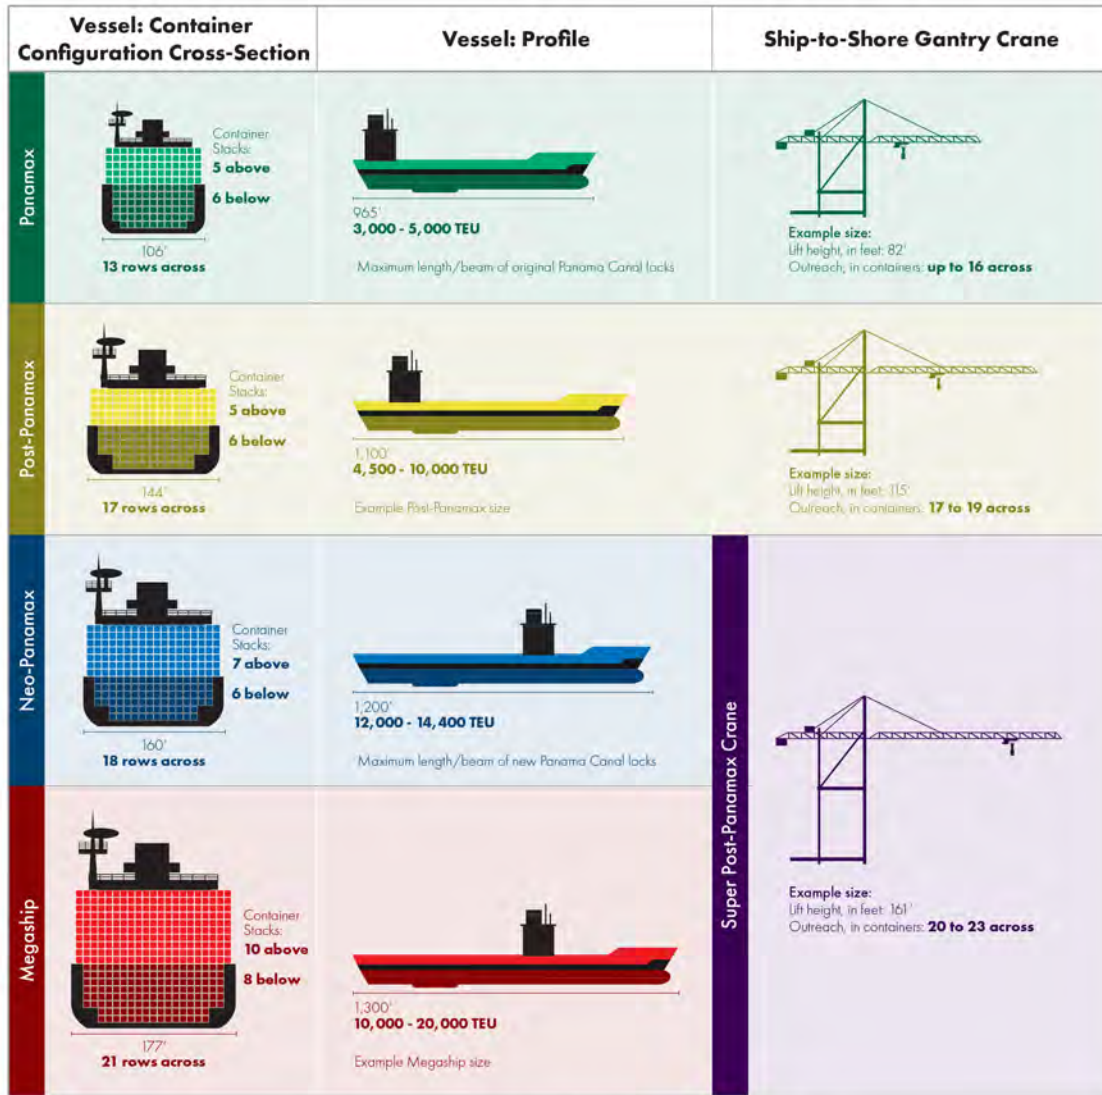 Vessel: Container
Configuration Cross-Section
Vessel: Profile
Ship-to-Shore Gantry Crane
Panamax
Container
Stacks:
5 above
6 below
106'
13 rows across
965'
3,000 - 5,000 TEU
Maximum length/beam of original Panama Canal locks
Example size:
Lift height, in feet: 82'
Outreach, in containers: up to 16 across
Post-Panamax
Container
Stacks:
5 above
6 below
144'
17 rows across
1,100'
4,500 - 10,000 TEU
Example Post-Panamax size
Example size:
Lift height, in feet: 115'
Outreach, in containers: 17 to 19 across
Neo-Panamax
Container
Stacks:
7 above
6 below
160'
18 rows across
1,200'
12,000 - 14,400 TEU
Maximum length/beam of new Panama Canal locks
Megaship
Container
Stacks:
10 above
8 below
177'
21 rows across
1,300'
10,000 - 20,000 TEU
Example Megaship size
Super Post-Panamax Crane
Example size:
Lift height, in feet: 161'
Outreach, in containers: 20 to 23 across